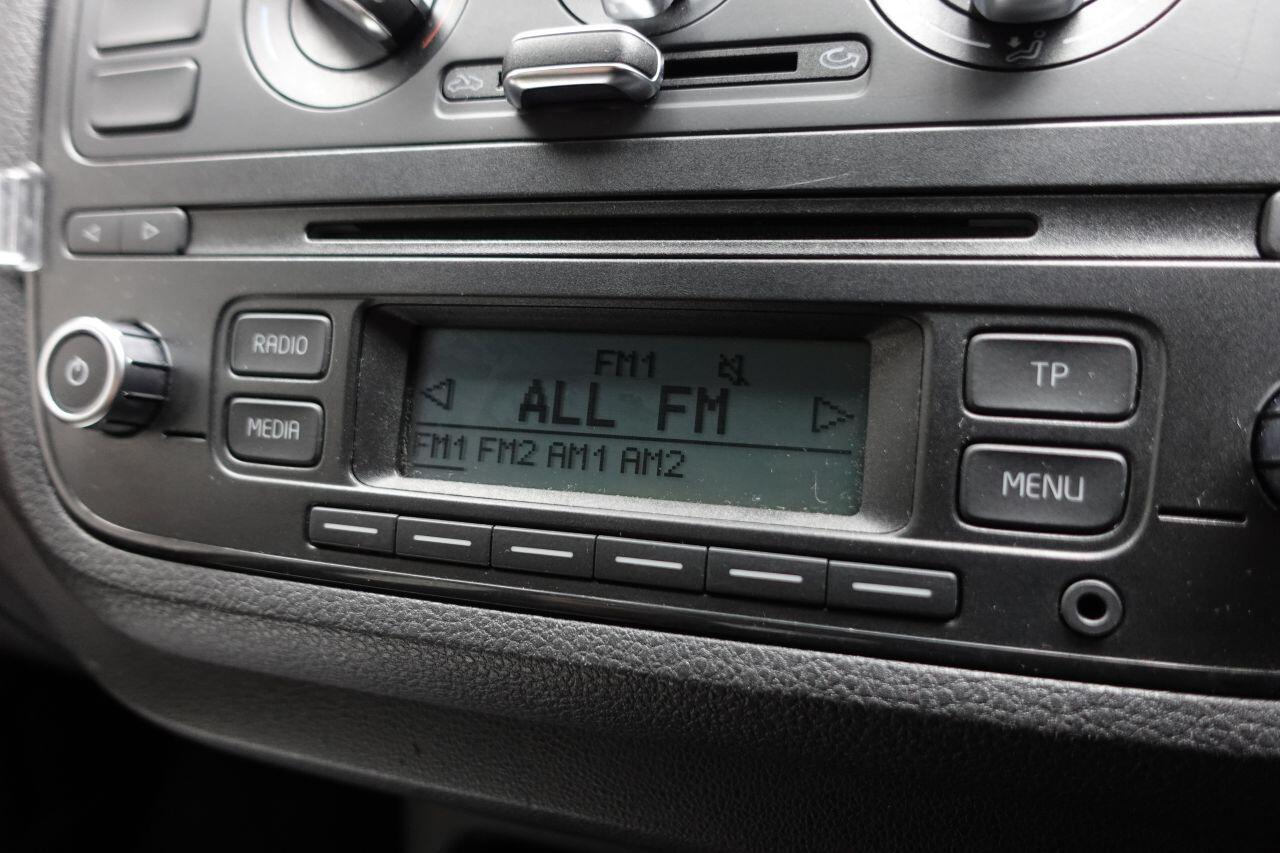 RADIO
MEDIA
FM1
ALL FM
FM1 FM2 AM1 AM2
TP
MENU